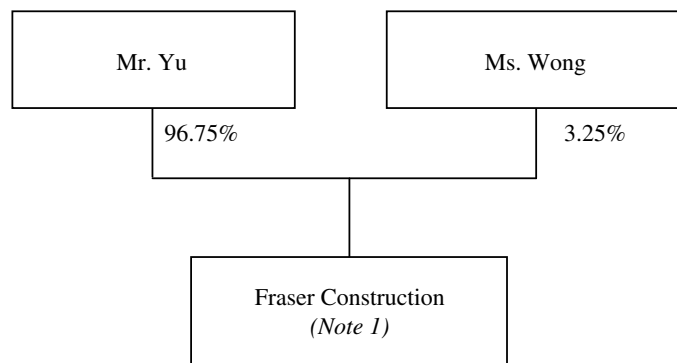 Mr. Yu
Ms. Wong
96.75%
3.25%
Fraser Construction
(Note 1)